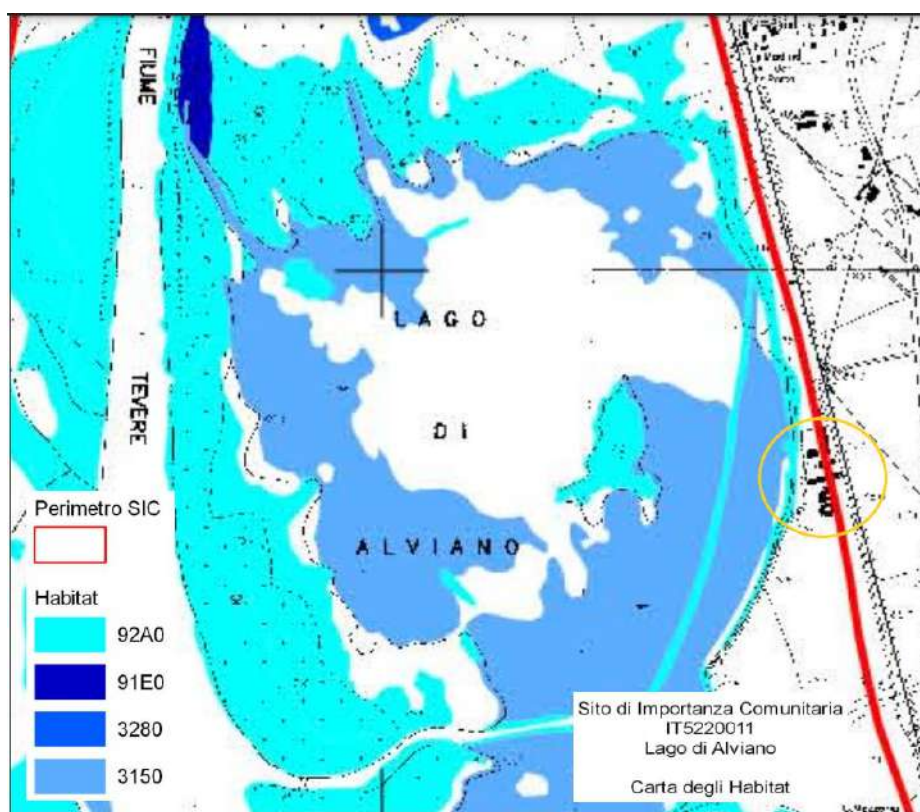 FIUME
TEVERE
LAGO
DI
ALVIANO
Perimetro SIC
Habitat
92A0
91E0
3280
3150
Sito di Importanza Comunitaria
IT5220011
Lago di Alviano
Carta degli Habitat